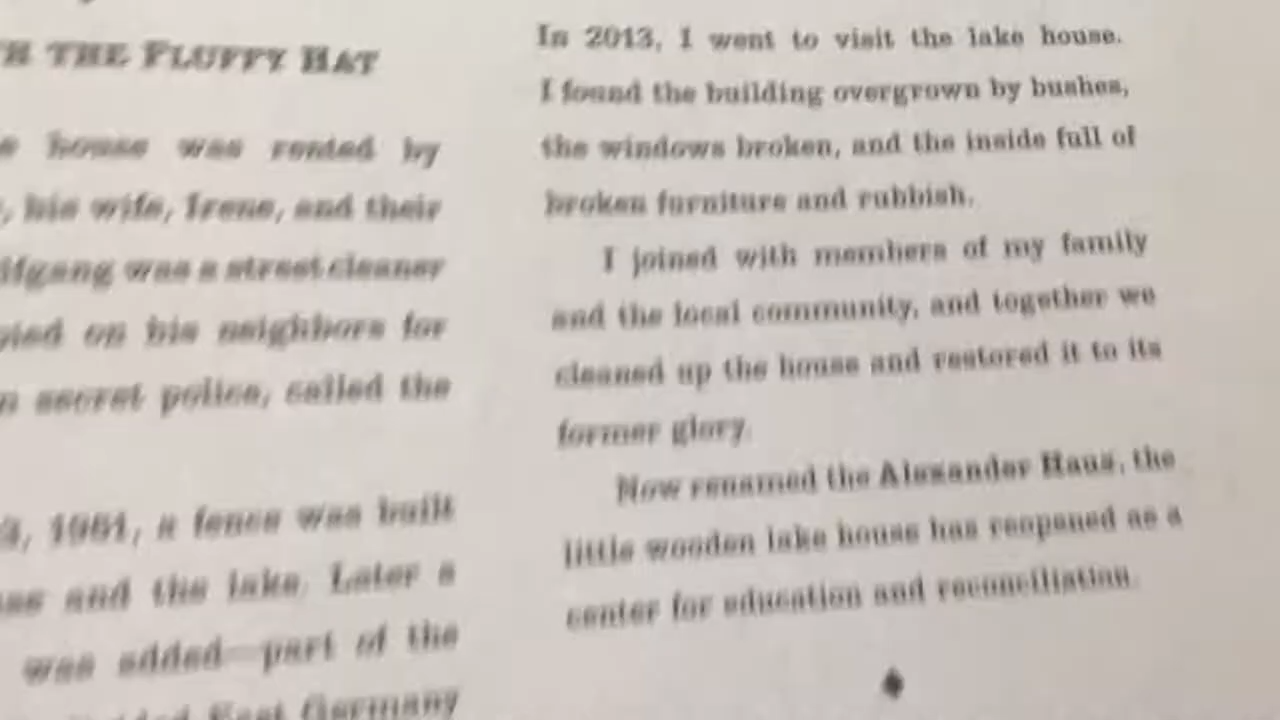 THE FLUFFY HAT
house was rented by
his wife, Irene, and their
was a street cleaner
on his neighbors for
secret police, called the
1961, a fence was built
and the lake. Later a
was added—part of the
East Germany
In 2013, I went to visit the lake house.
I found the building overgrown by bushes,
the windows broken, and the inside full of
broken furniture and rubbish.
I joined with members of my family
and the local community, and together we
cleaned up the house and restored it to its
former glory.
Now renamed the Alexander Haus, the
little wooden lake house has reopened as a
center for education and reconciliation.